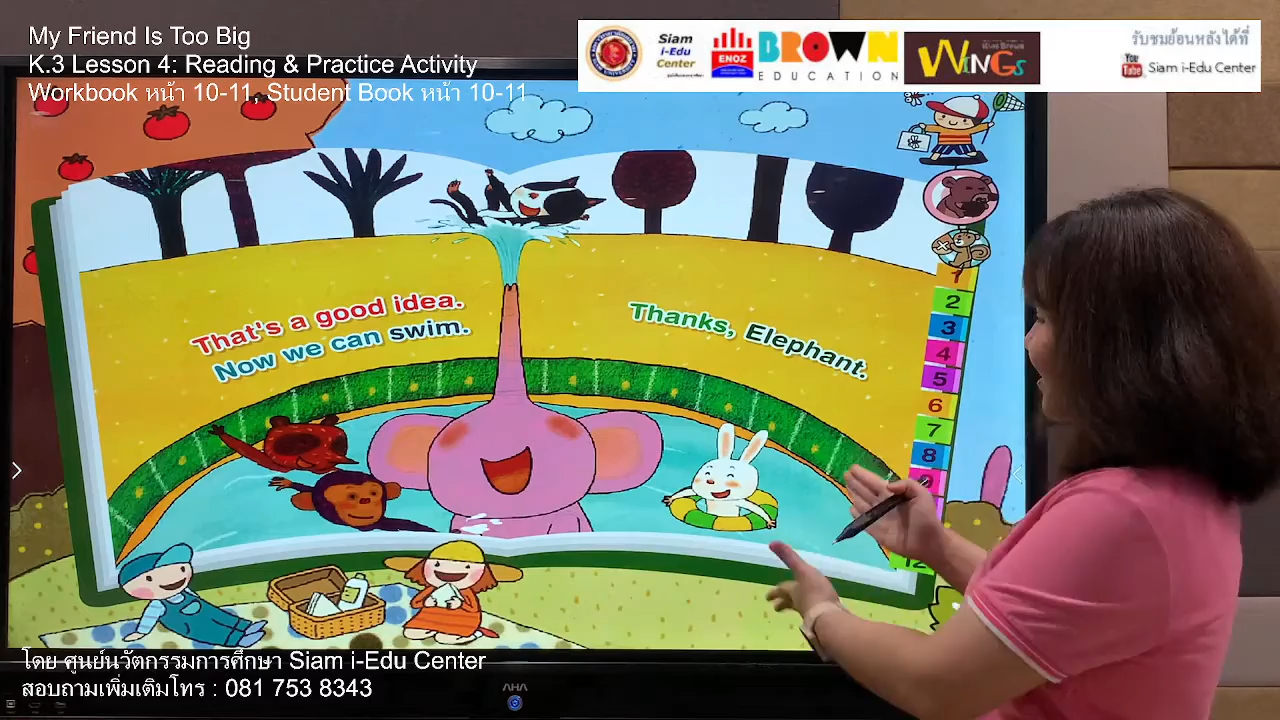 My Friend Is Too Big
K.3 Lesson 4: Reading & Practice Activity
Workbook หน้า 10-11, Student Book หน้า 10-11
Siam
i-Edu
Center
ENOZ
BROWN
EDUCATION
WiNGs
รับชมย้อนหลังได้ที่
You
Tube
Siam i-Edu Center
That's a good idea.
Now we can swim.
Thanks, Elephant.
1
2
3
4
5
6
7
8
9
12
โดย ศูนย์นวัตกรรมการศึกษา Siam i-Edu Center
สอบถามเพิ่มเติมโทร : 081 753 8343
AHA